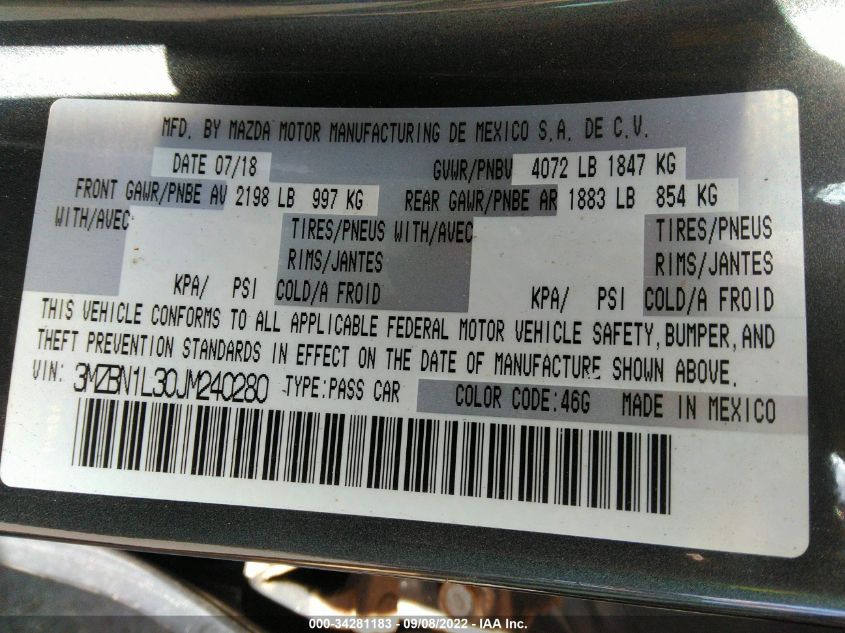 MFD. BY MAZDA MOTOR MANUFACTURING DE MEXICO S.A. DE C.V.
DATE 07/18 GVWR/PNBV 4072 LB 1847 KG
FRONT GAWR/PNBE AV 2198 LB 997 KG REAR GAWR/PNBE AR 1883 LB 854 KG
WITH/AVEC TIRES/PNEUS WITH/AVEC TIRES/PNEUS
RIMS/JANTES RIMS/JANTES
KPA/ PSI COLD/A FROID KPA/ PSI COLD/A FROID
THIS VEHICLE CONFORMS TO ALL APPLICABLE FEDERAL MOTOR VEHICLE SAFETY, BUMPER, AND
THEFT PREVENTION STANDARDS IN EFFECT ON THE DATE OF MANUFACTURE SHOWN ABOVE.
VIN: 3MZBN1L30JM240280 TYPE:PASS CAR COLOR CODE:46G MADE IN MEXICO
000-34281183 - 09/08/2022 - IAA Inc.